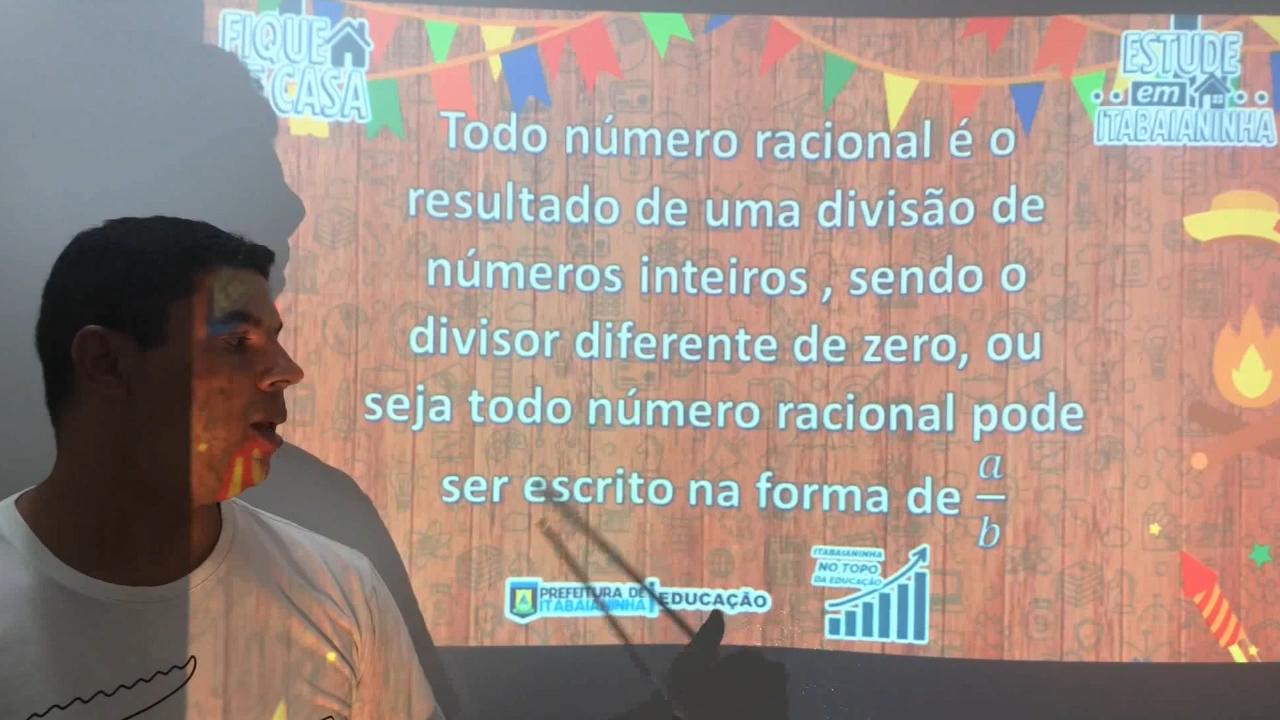 FIQUE
CASA
ESTUDE
em
ITABAIANINHA
Todo número racional é o
resultado de uma divisão de
números inteiros , sendo o
divisor diferente de zero, ou
seja todo número racional pode
ser escrito na forma de a/b
PREFEITURA DE
ITABAIANINHA
EDUCAÇÃO
ITABAIANINHA
NO TOPO
DA EDUCAÇÃO